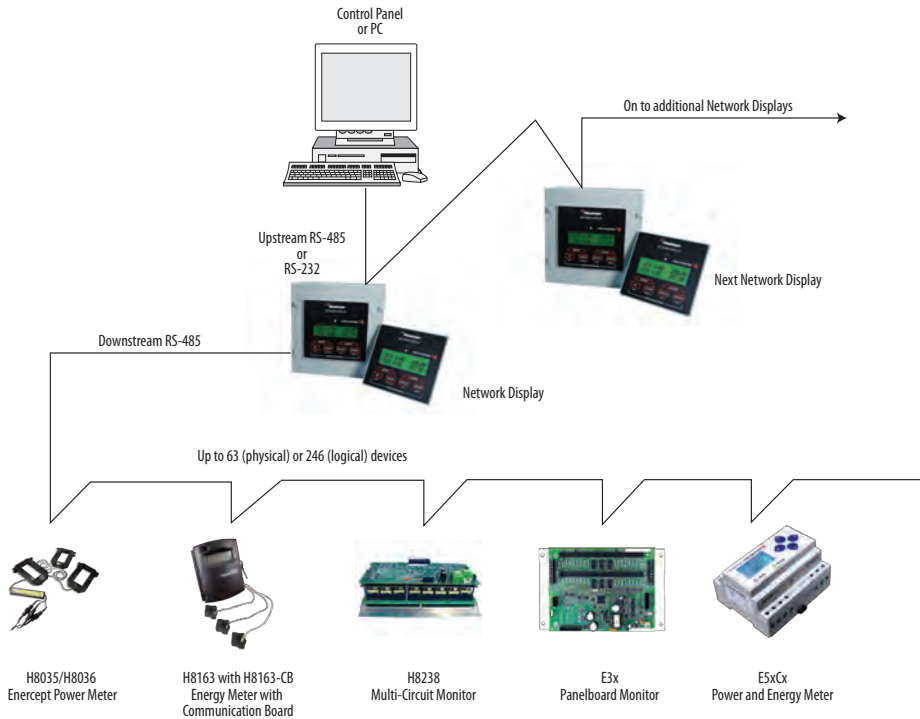 Control Panel
or PC
On to additional Network Displays
Upstream RS-485
or
RS-232
Next Network Display
Downstream RS-485
Network Display
Up to 63 (physical) or 246 (logical) devices
H8035/H8036
Enercept Power Meter
H8163 with H8163-CB
Energy Meter with
Communication Board
H8238
Multi-Circuit Monitor
E3x
Panelboard Monitor
E5xCx
Power and Energy Meter